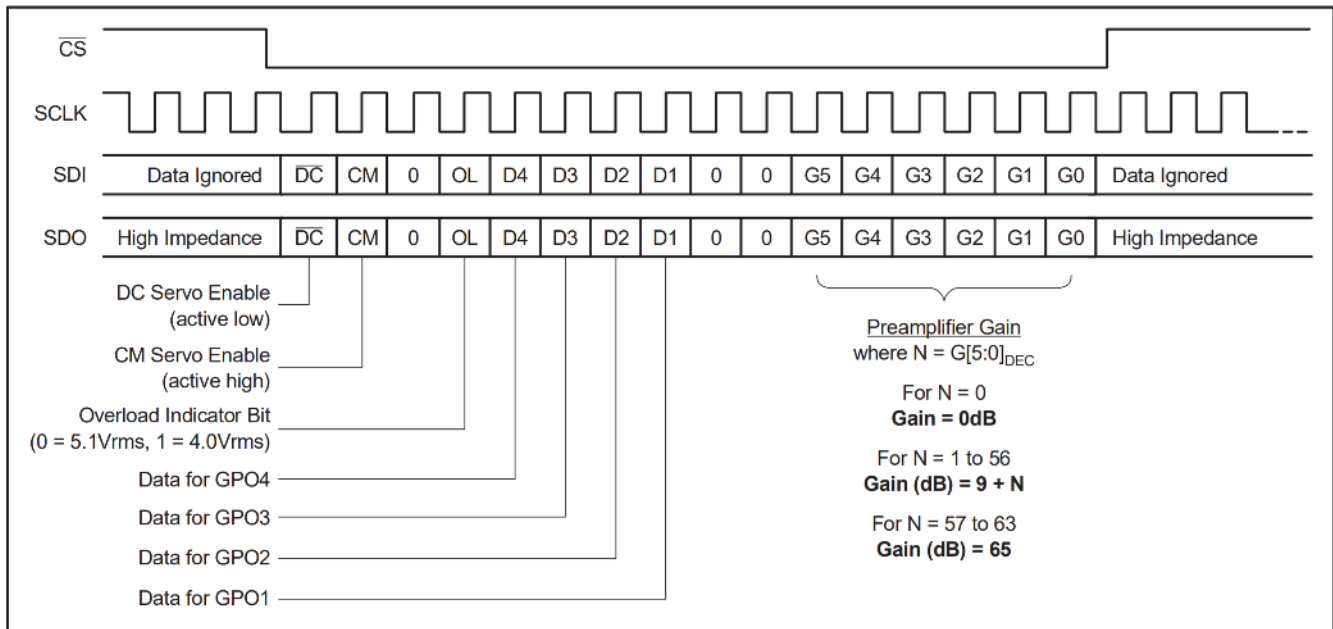 CS
SCLK
SDI Data Ignored DC CM 0 OL D4 D3 D2 D1 0 0 G5 G4 G3 G2 G1 G0 Data Ignored
SDO High Impedance DC CM 0 OL D4 D3 D2 D1 0 0 G5 G4 G3 G2 G1 G0 High Impedance
DC Servo Enable
(active low)
CM Servo Enable
(active high)
Overload Indicator Bit
(0 = 5.1Vrms, 1 = 4.0Vrms)
Data for GPO4
Data for GPO3
Data for GPO2
Data for GPO1
Preamplifier Gain
where N = G[5:0]DEC
For N = 0
Gain = 0dB
For N = 1 to 56
Gain (dB) = 9 + N
For N = 57 to 63
Gain (dB) = 65